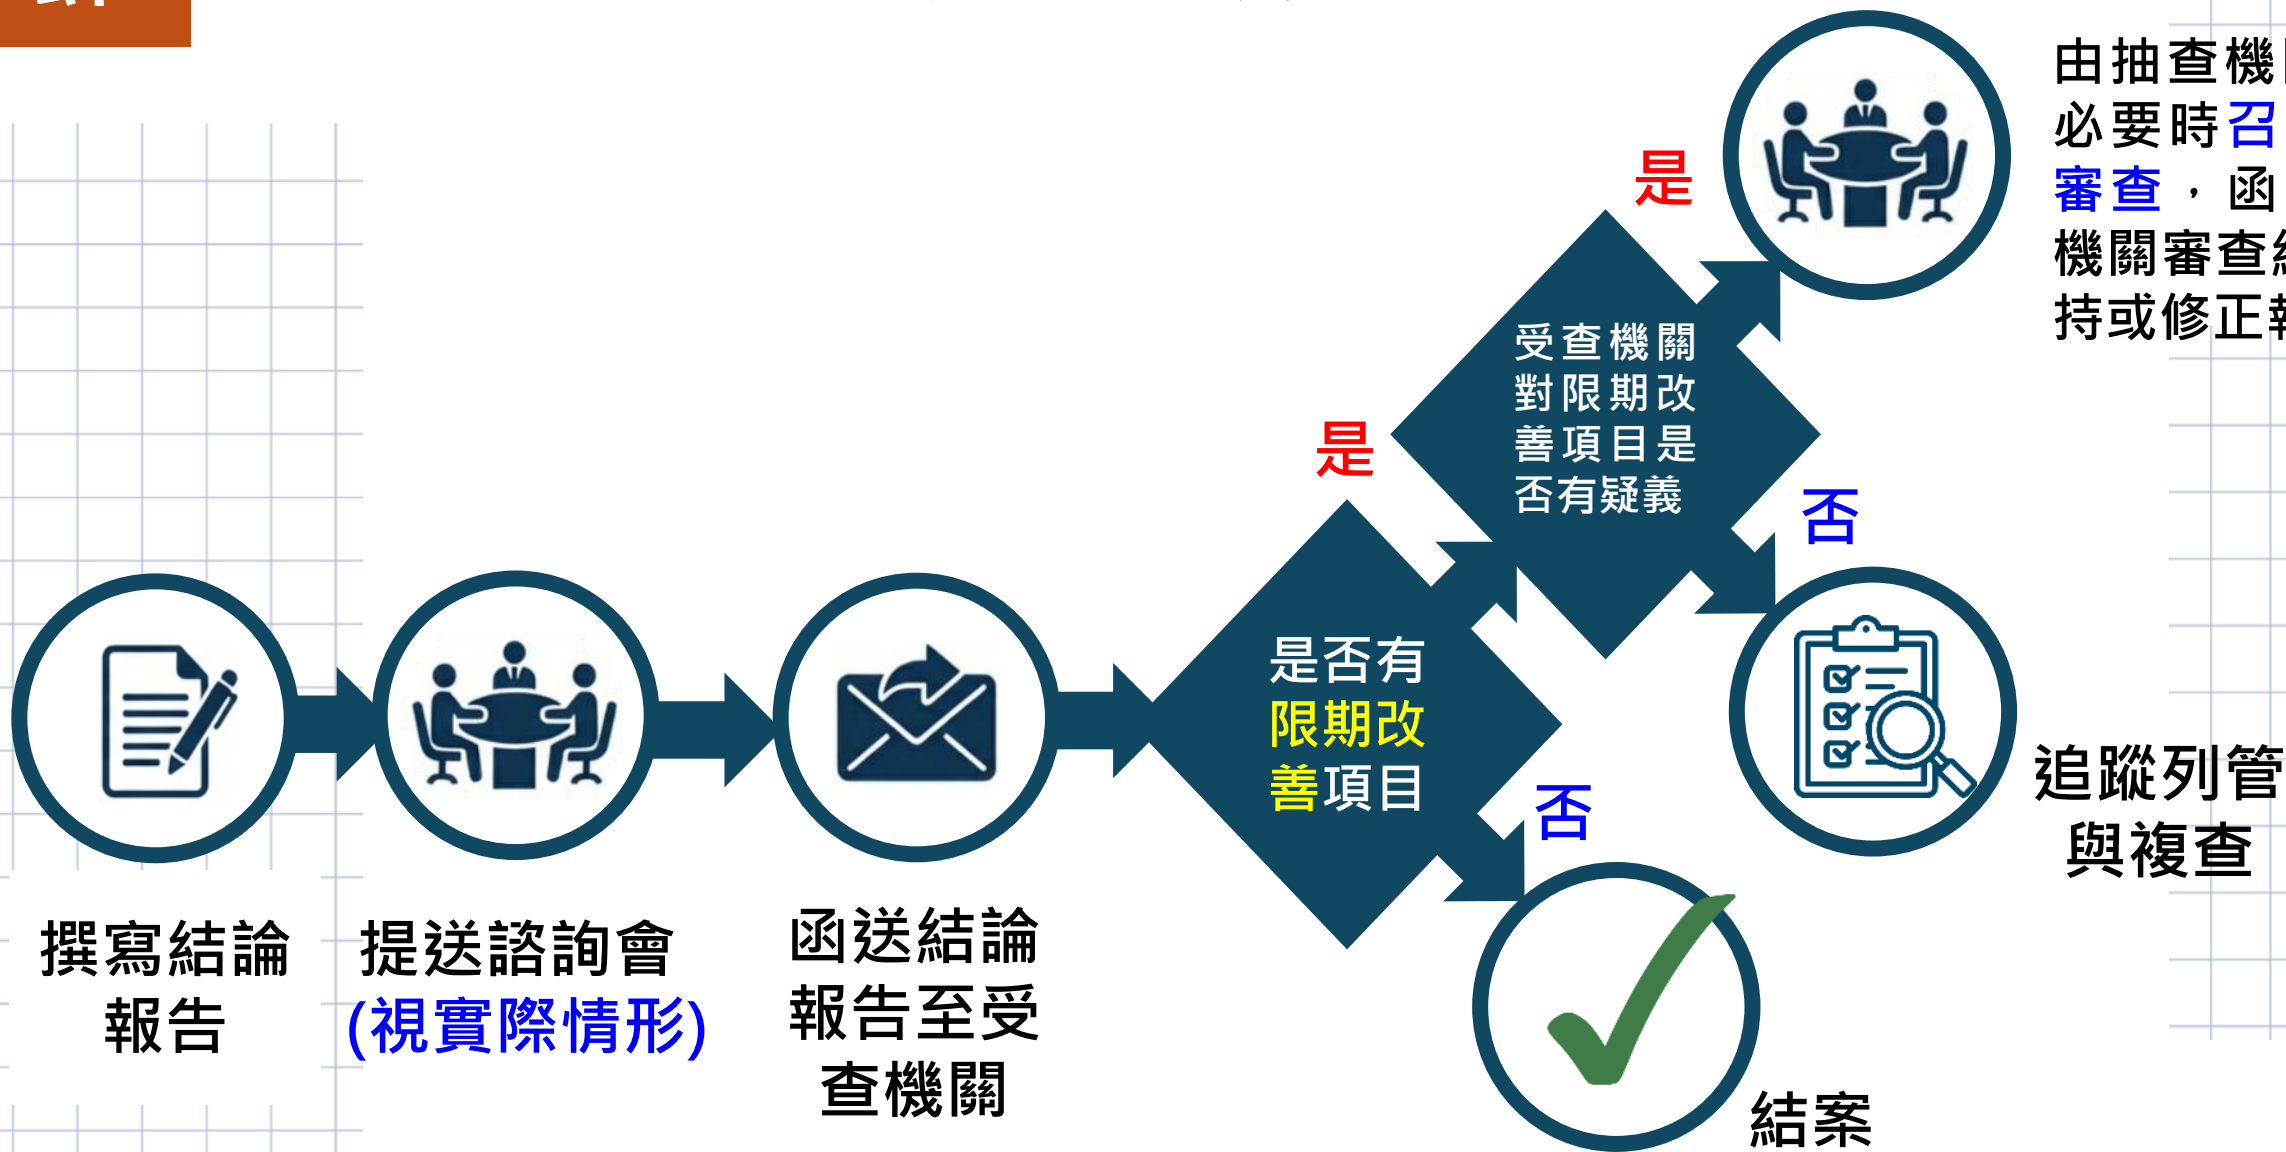 由抽查機
必要時召
審查，函
機關審查
持或修正
是
受查機關
對限期改
善項目是
否有疑義
是
否
是否有
限期改
善項目
否
追蹤列管
與複查
撰寫結論
報告
提送諮詢會
(視實際情形)
函送結論
報告至受
查機關
結案